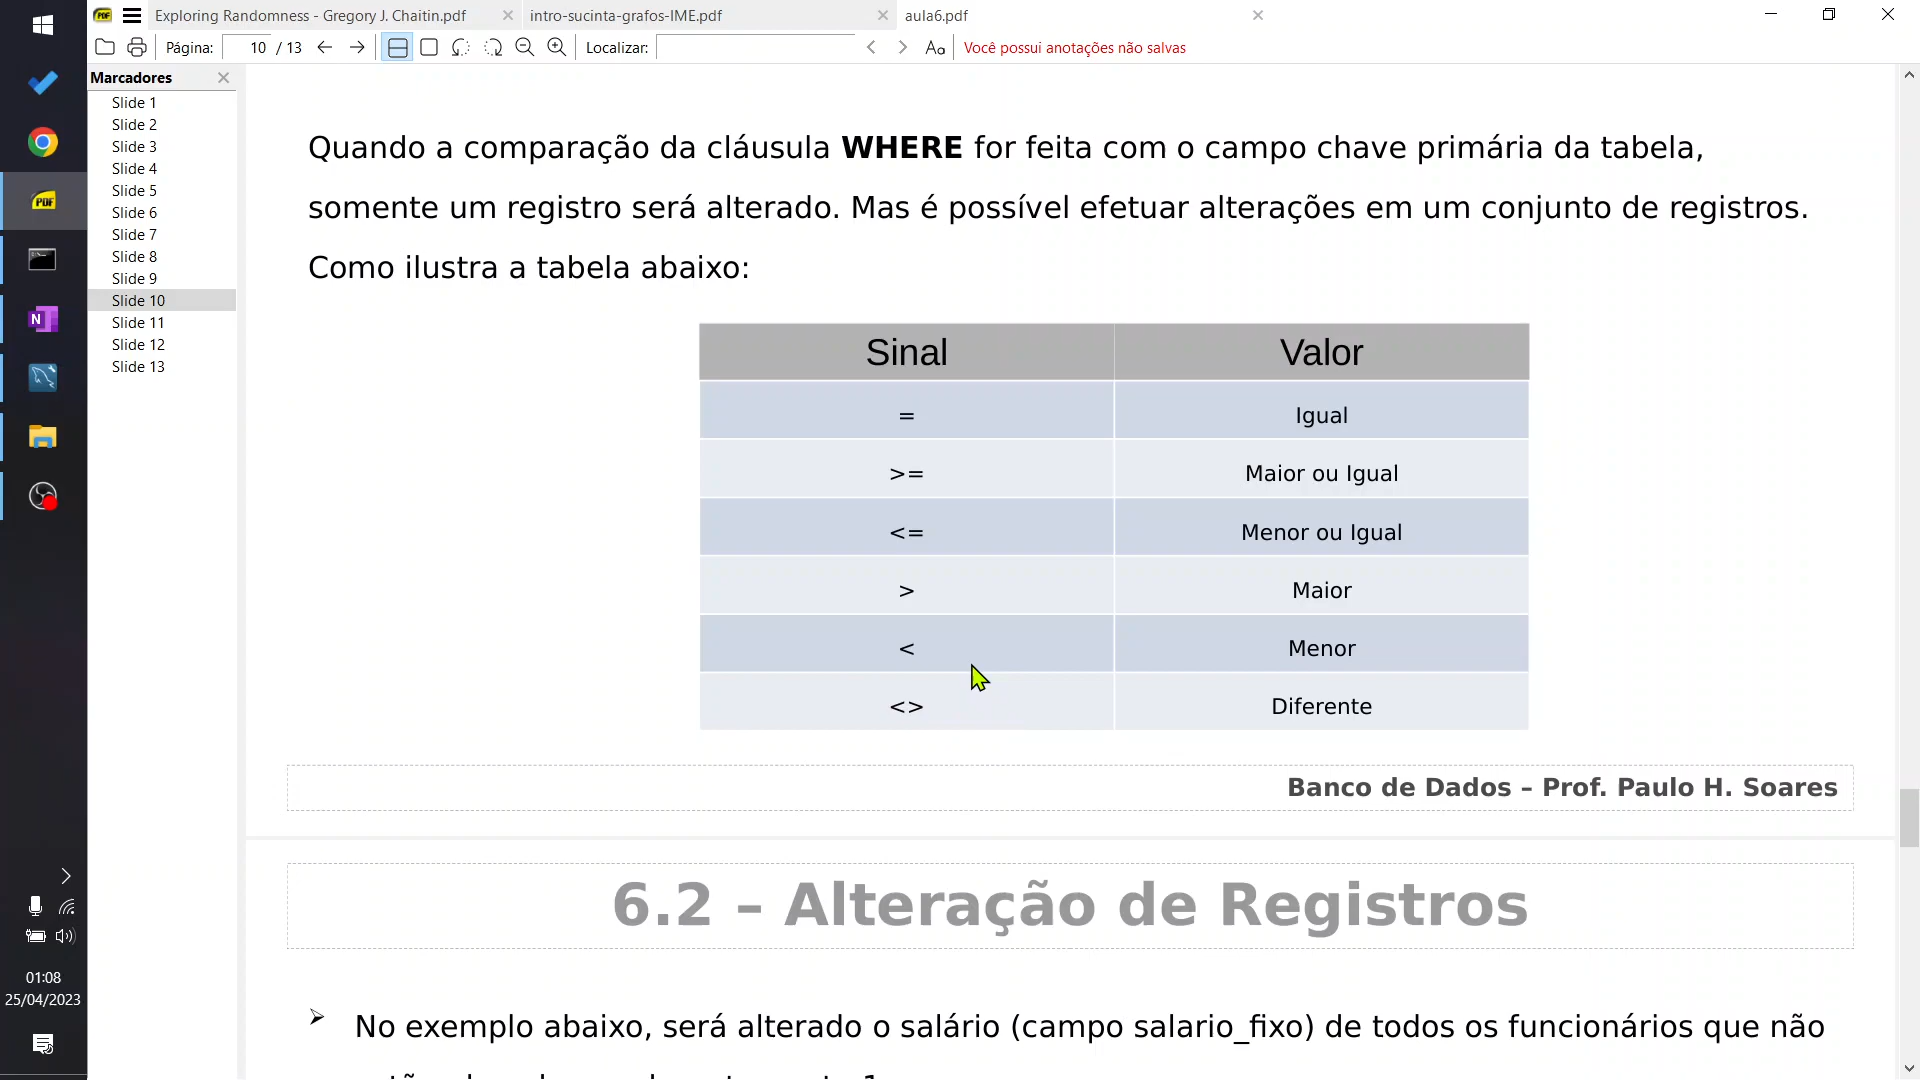 Exploring Randomness - Gregory J. Chaitin.pdf
intro-sucinta-grafos-IME.pdf
aula6.pdf
Página: 10 / 13
Localizar:
Você possui anotações não salvas
Marcadores
Slide 1
Slide 2
Slide 3
Slide 4
Slide 5
Slide 6
Slide 7
Slide 8
Slide 9
Slide 10
Slide 11
Slide 12
Slide 13
Quando a comparação da cláusula WHERE for feita com o campo chave primária da tabela,
somente um registro será alterado. Mas é possível efetuar alterações em um conjunto de registros.
Como ilustra a tabela abaixo:
Sinal Valor
= Igual
>= Maior ou Igual
<= Menor ou Igual
> Maior
< Menor
<> Diferente
Banco de Dados – Prof. Paulo H. Soares
6.2 – Alteração de Registros
No exemplo abaixo, será alterado o salário (campo salario_fixo) de todos os funcionários que não
01:08
25/04/2023